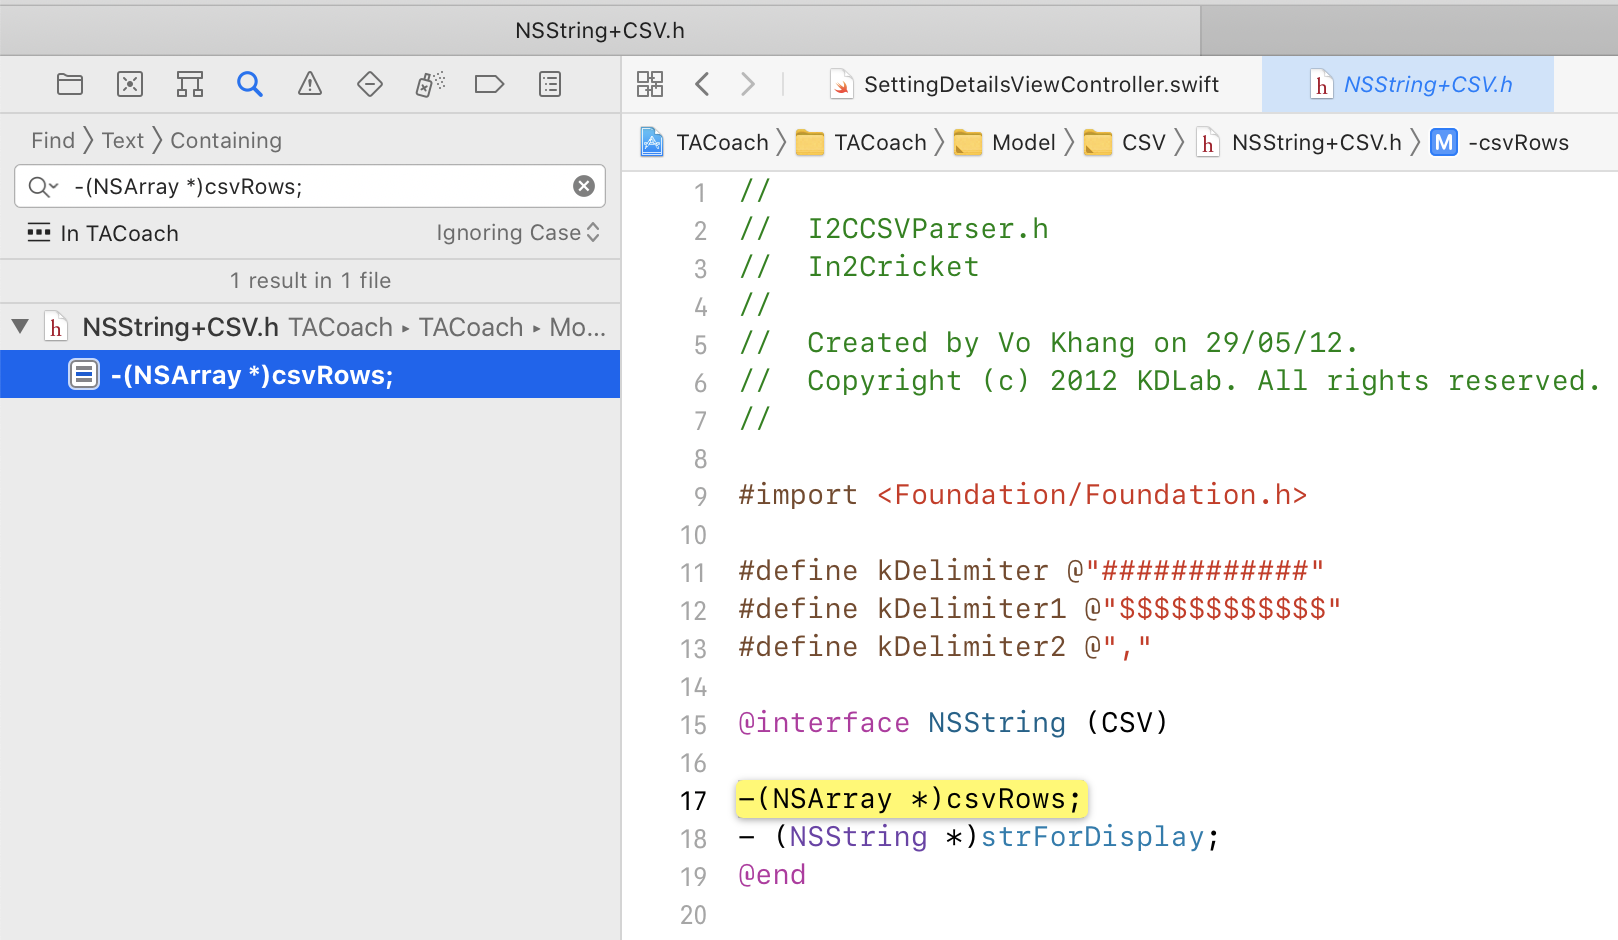 NSString+CSV.h
SettingDetailsViewController.swift
NSString+CSV.h
Find Text Containing
-(NSArray *)csvRows;
In TACoach Ignoring Case
1 result in 1 file
NSString+CSV.h TACoach ▸ TACoach ▸ Mo...
-(NSArray *)csvRows;
TACoach TACoach Model CSV NSString+CSV.h M -csvRows
1 //
2 //  I2CCSVParser.h
3 //  In2Cricket
4 //
5 //  Created by Vo Khang on 29/05/12.
6 //  Copyright (c) 2012 KDLab. All rights reserved.
7 //
8
9 #import <Foundation/Foundation.h>
10
11 #define kDelimiter @"############"
12 #define kDelimiter1 @"$$$$$$$$$$$$"
13 #define kDelimiter2 @","
14
15 @interface NSString (CSV)
16
17 -(NSArray *)csvRows;
18 - (NSString *)strForDisplay;
19 @end
20